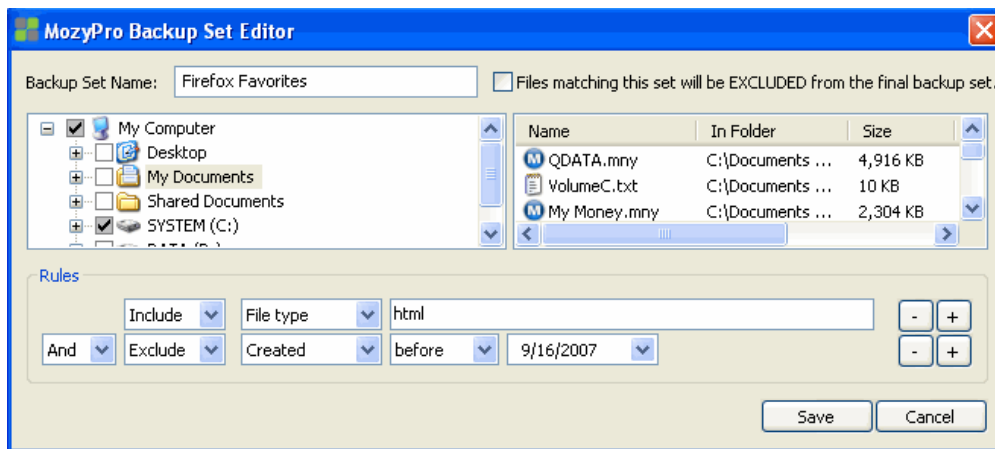 MozyPro Backup Set Editor
Backup Set Name: Firefox Favorites Files matching this set will be EXCLUDED from the final backup set.
My Computer
Desktop
My Documents
Shared Documents
SYSTEM (C:)
Name In Folder Size
QDATA.mny C:\Documents ... 4,916 KB
VolumeC.txt C:\Documents ... 10 KB
My Money.mny C:\Documents ... 2,304 KB
Rules
Include File type html - +
And Exclude Created before 9/16/2007 - +
Save Cancel